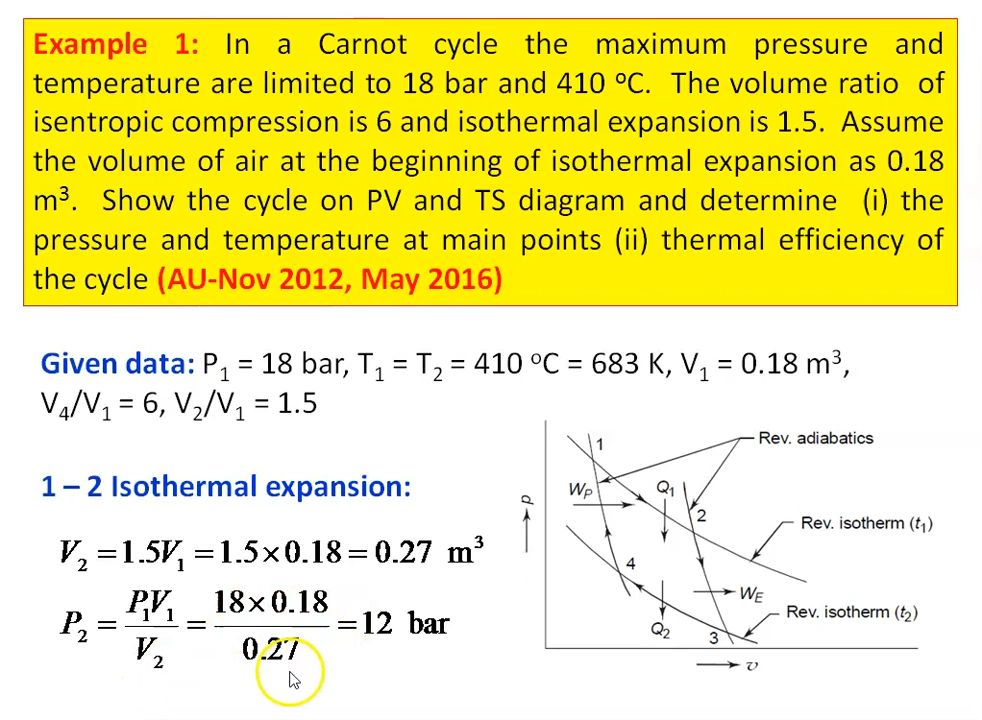 Example 1: In a Carnot cycle the maximum pressure and
temperature are limited to 18 bar and 410 ºC. The volume ratio of
isentropic compression is 6 and isothermal expansion is 1.5. Assume
the volume of air at the beginning of isothermal expansion as 0.18
m³. Show the cycle on PV and TS diagram and determine (i) the
pressure and temperature at main points (ii) thermal efficiency of
the cycle (AU-Nov 2012, May 2016)
Given data: P₁ = 18 bar, T₁ = T₂ = 410 ºC = 683 K, V₁ = 0.18 m³,
V₄/V₁ = 6, V₂/V₁ = 1.5
1 – 2 Isothermal expansion:
V₂ = 1.5V₁ = 1.5×0.18 = 0.27 m³
P₂ = P₁V₁/V₂ = 18×0.18/0.27 = 12 bar
Rev. adiabatics
1
W_P
Q₁
2
Rev. isotherm (t₁)
p
4
W_E
Rev. isotherm (t₂)
Q₂
3
v